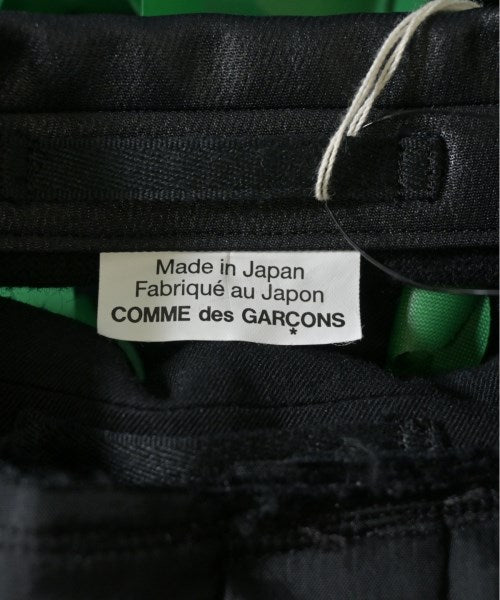 Made in Japan
Fabriqué au Japon
COMME des GARÇONS
*